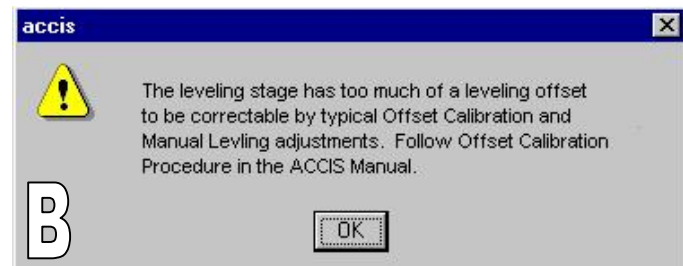 accis
The leveling stage has too much of a leveling offset
to be correctable by typical Offset Calibration and
Manual Levling adjustments. Follow Offset Calibration
Procedure in the ACCIS Manual.
B
OK